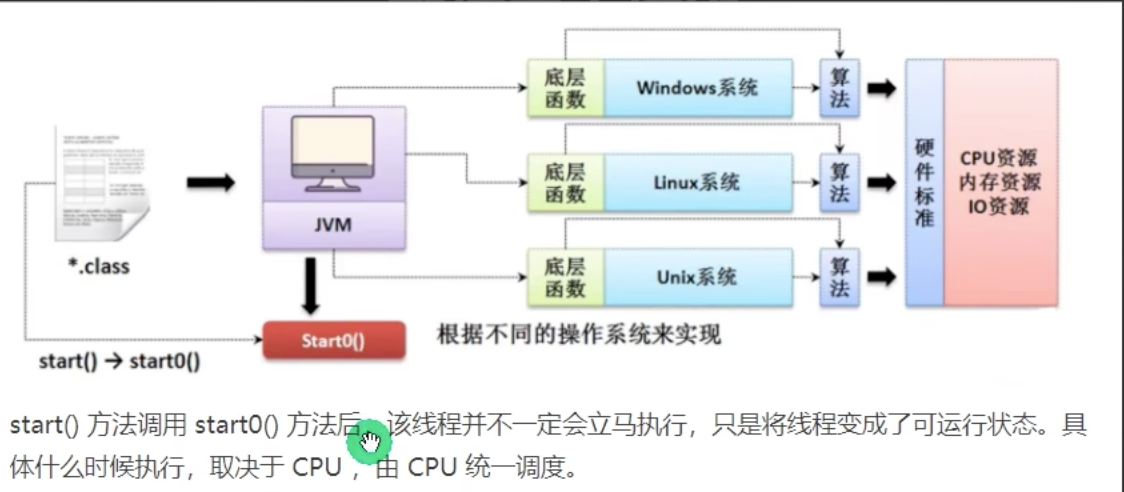 底层函数
Windows系统
算法
底层函数
Linux系统
算法
底层函数
Unix系统
算法
硬件标准
CPU资源
内存资源
IO资源
JVM
*.class
Start0()
start() → start0()
根据不同的操作系统来实现
start() 方法调用 start0() 方法后，该线程并不一定会立马执行，只是将线程变成了可运行状态。具
体什么时候执行，取决于 CPU ，由 CPU 统一调度。